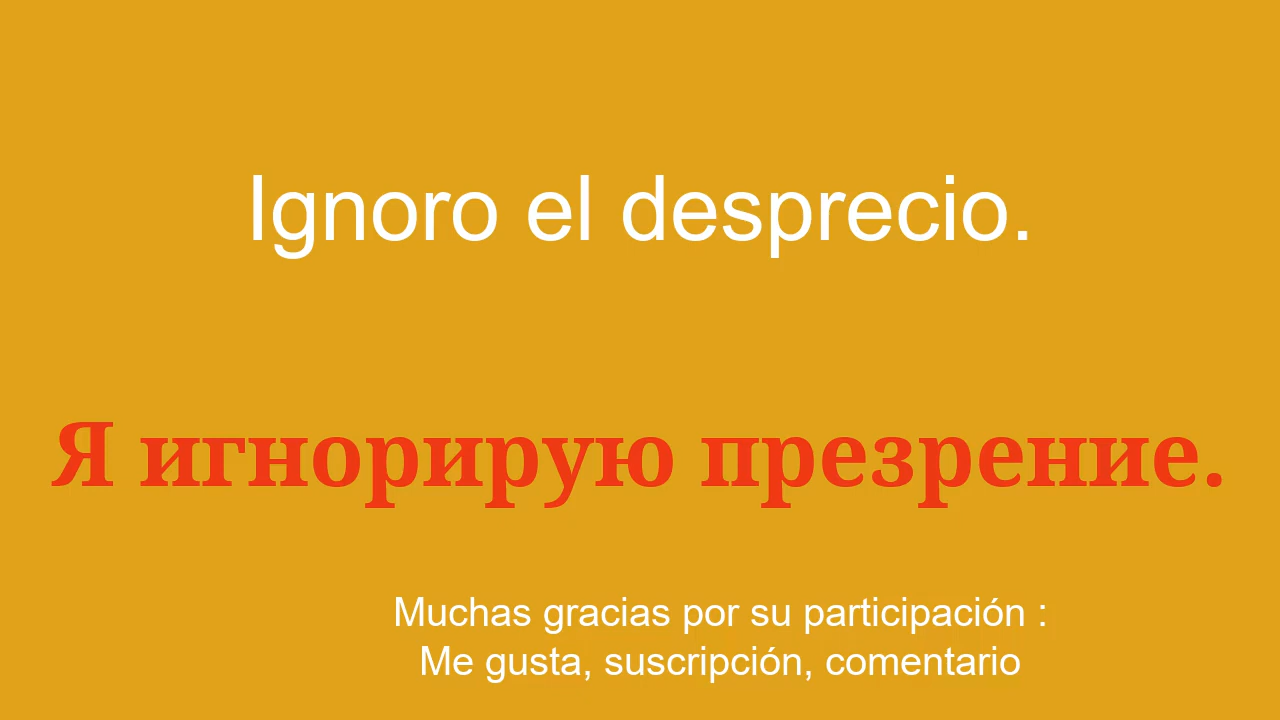 Ignoro el desprecio.
Я игнорирую презрение.
Muchas gracias por su participación :
Me gusta, suscripción, comentario